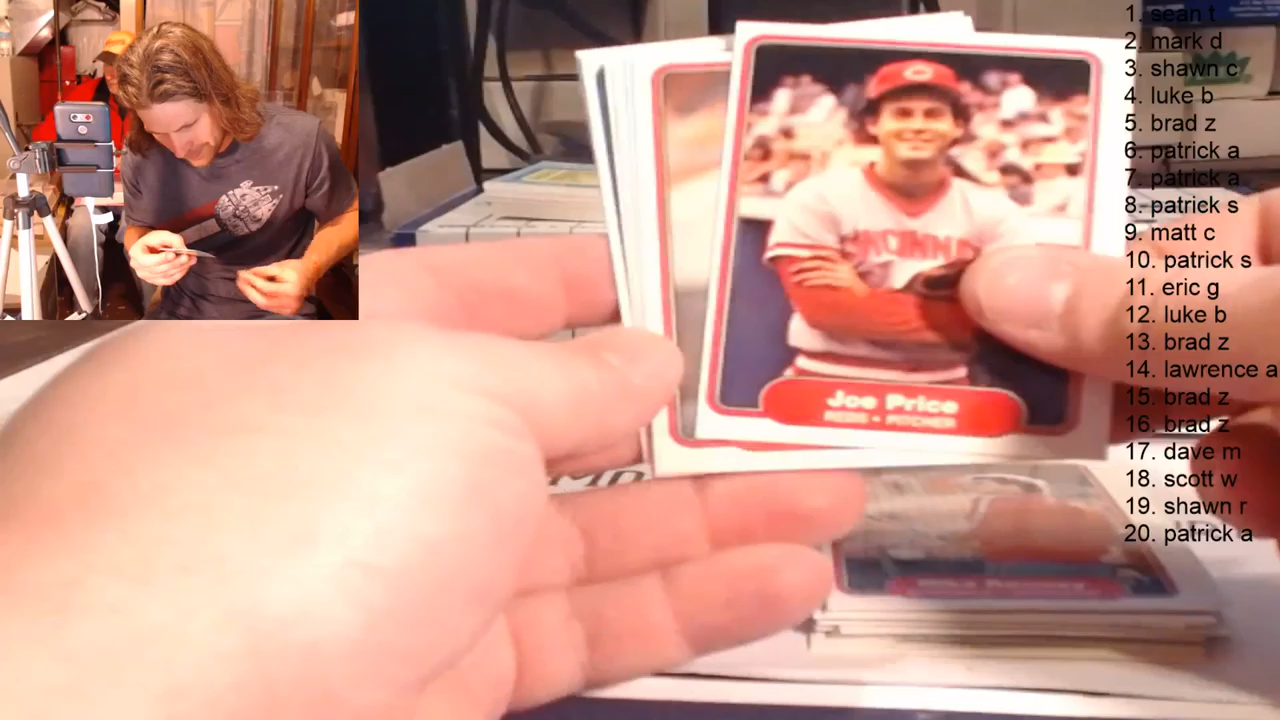 1. sean t
2. mark d
3. shawn c
4. luke b
5. brad z
6. patrick a
7. patrick a
8. patrick s
9. matt c
10. patrick s
11. eric g
12. luke b
13. brad z
14. lawrence a
15. brad z
16. brad z
17. dave m
18. scott w
19. shawn r
20. patrick a
CINCINNA
Joe Price
REDS • PITCHER